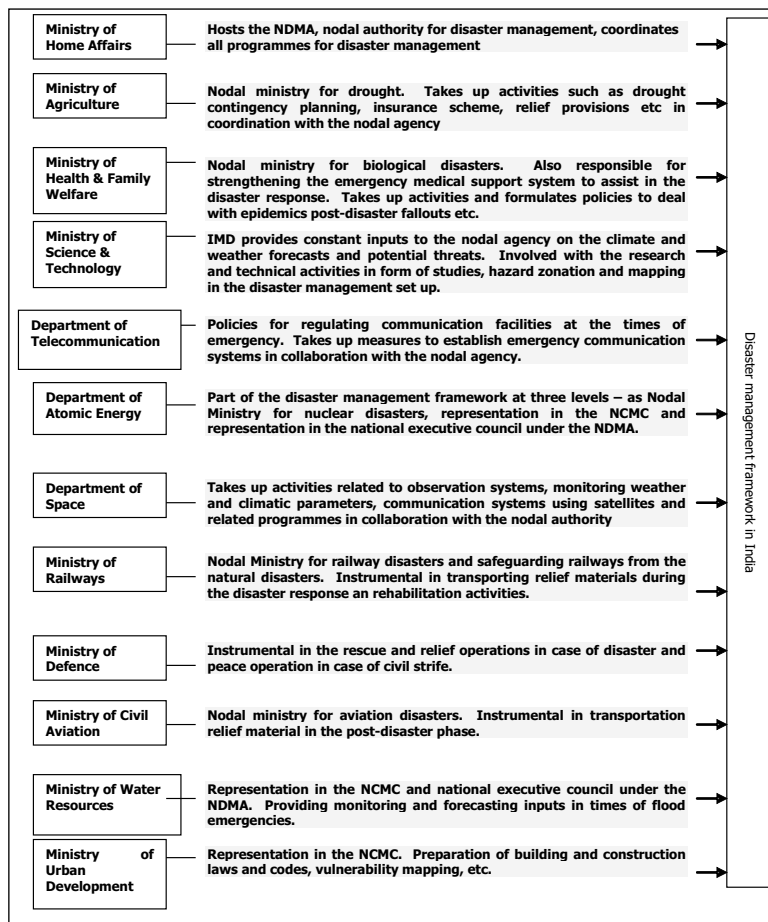 Ministry of
Home Affairs
Hosts the NDMA, nodal authority for disaster management, coordinates
all programmes for disaster management
Ministry of
Agriculture
Nodal ministry for drought. Takes up activities such as drought
contingency planning, insurance scheme, relief provisions etc in
coordination with the nodal agency
Ministry of
Health & Family
Welfare
Nodal ministry for biological disasters. Also responsible for
strengthening the emergency medical support system to assist in the
disaster response. Takes up activities and formulates policies to deal
with epidemics post-disaster fallouts etc.
Ministry of
Science &
Technology
IMD provides constant inputs to the nodal agency on the climate and
weather forecasts and potential threats. Involved with the research
and technical activities in form of studies, hazard zonation and mapping
in the disaster management set up.
Department of
Telecommunication
Policies for regulating communication facilities at the times of
emergency. Takes up measures to establish emergency communication
systems in collaboration with the nodal agency.
Department of
Atomic Energy
Part of the disaster management framework at three levels – as Nodal
Ministry for nuclear disasters, representation in the NCMC and
representation in the national executive council under the NDMA.
Department of
Space
Takes up activities related to observation systems, monitoring weather
and climatic parameters, communication systems using satellites and
related programmes in collaboration with the nodal authority
Ministry of
Railways
Nodal Ministry for railway disasters and safeguarding railways from the
natural disasters. Instrumental in transporting relief materials during
the disaster response an rehabilitation activities.
Ministry of
Defence
Instrumental in the rescue and relief operations in case of disaster and
peace operation in case of civil strife.
Ministry of Civil
Aviation
Nodal ministry for aviation disasters. Instrumental in transportation
relief material in the post-disaster phase.
Ministry of Water
Resources
Representation in the NCMC and national executive council under the
NDMA. Providing monitoring and forecasting inputs in times of flood
emergencies.
Ministry of
Urban
Development
Representation in the NCMC. Preparation of building and construction
laws and codes, vulnerability mapping, etc.
Disaster management framework in India